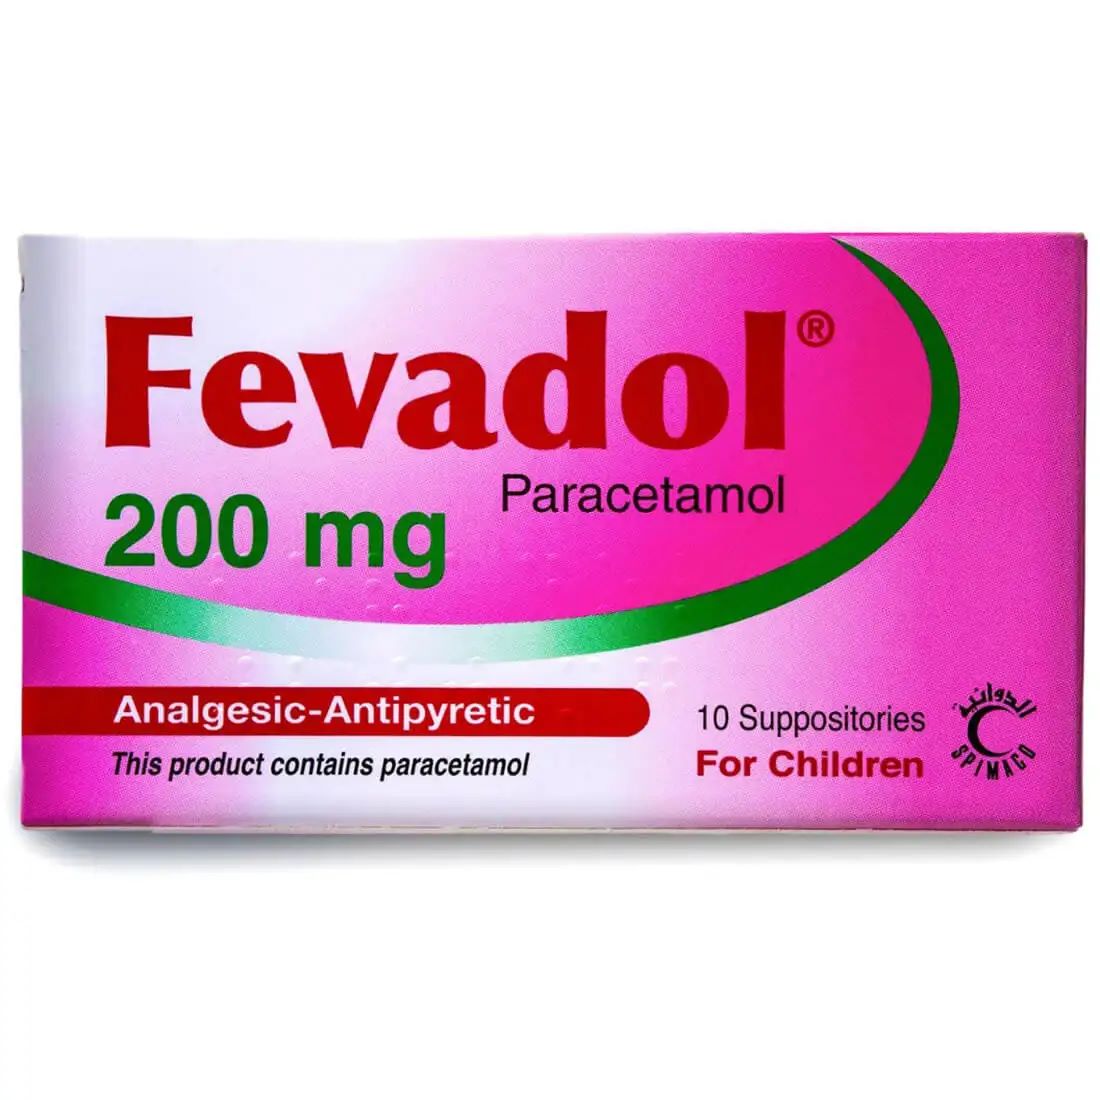 Fevadol®
Paracetamol
200 mg
Analgesic-Antipyretic
This product contains paracetamol
10 Suppositories
For Children
الدوائية
SPIMACO